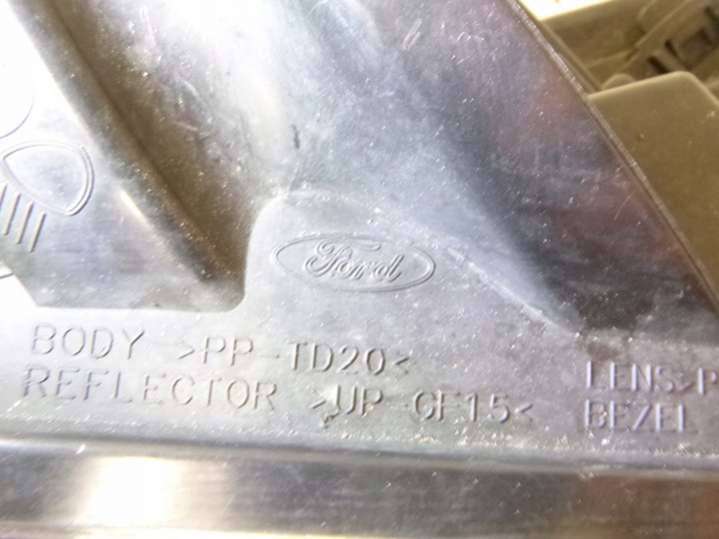 Ford
BODY >PP-TD20<
REFLECTOR >UP-GF15<
LENS>P
BEZEL